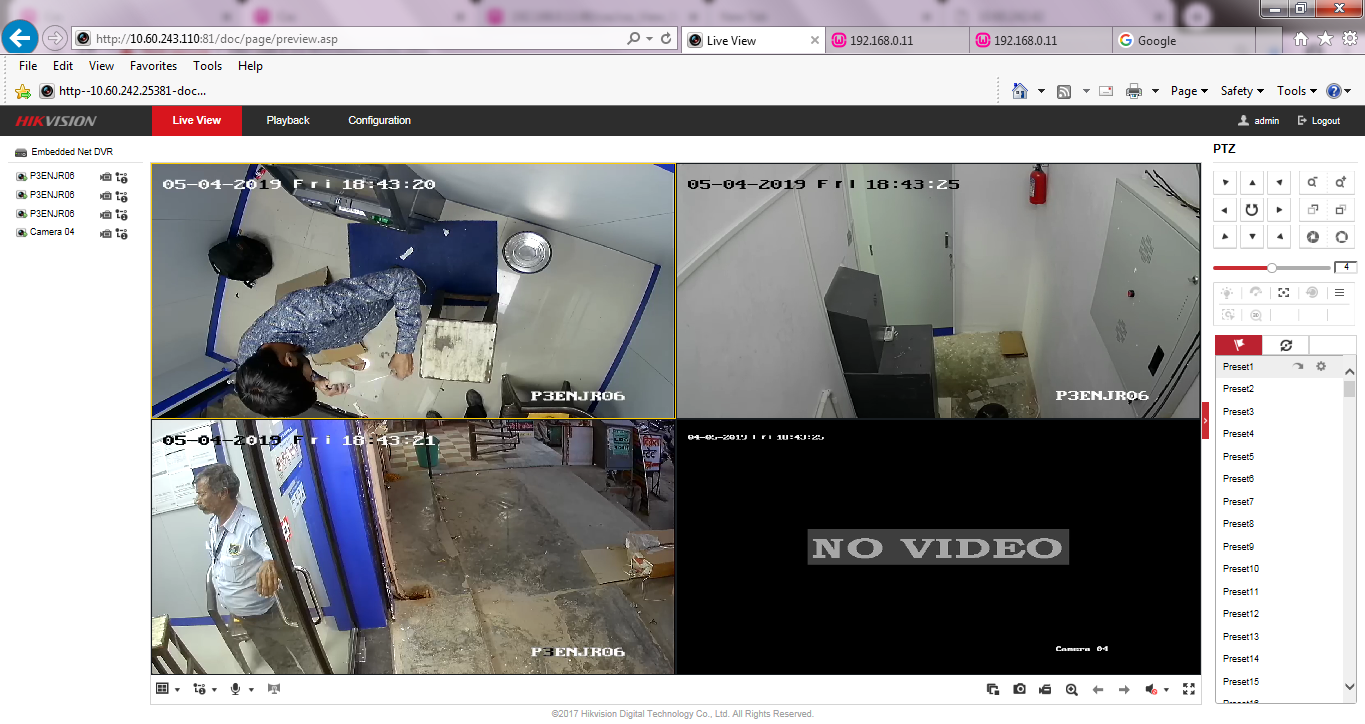 http://10.60.243.110:81/doc/page/preview.asp
Live View
192.168.0.11
192.168.0.11
Google
File Edit View Favorites Tools Help
http--10.60.242.25381-doc...
Page Safety Tools
HIKVISION
Live View Playback Configuration
admin Logout
Embedded Net DVR
P3ENJR06
P3ENJR06
P3ENJR06
Camera 04
05-04-2019 Fri 18:43:20
P3ENJR06
05-04-2019 Fri 18:43:25
P3ENJR06
05-04-2019 Fri 18:43:21
P3ENJR06
04-05-2019 Fri 18:43:25
NO VIDEO
Camera 04
PTZ
4
3D
Preset1
Preset2
Preset3
Preset4
Preset5
Preset6
Preset7
Preset8
Preset9
Preset10
Preset11
Preset12
Preset13
Preset14
Preset15
Preset16
©2017 Hikvision Digital Technology Co., Ltd. All Rights Reserved.